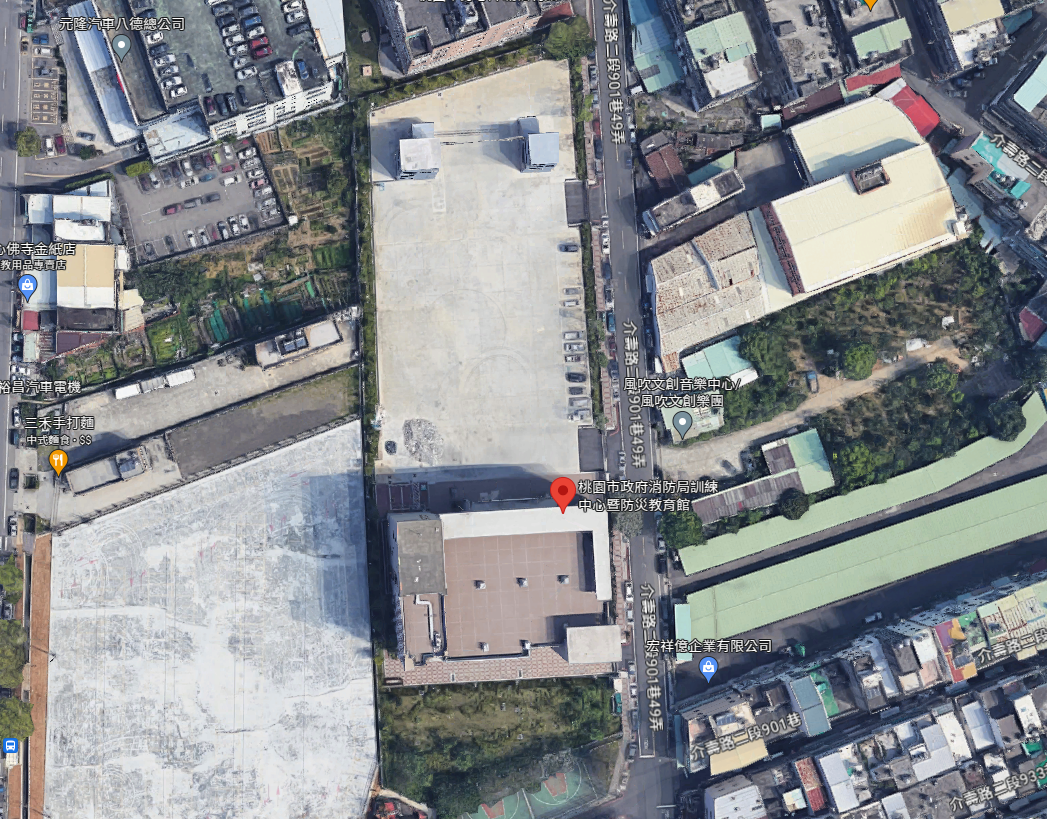 元隆汽車八德總公司
介壽路二段901巷49弄
介壽路二段
心佛寺金紙店
教用品專賣店
裕昌汽車電機
介壽路二段901巷49弄
風吹文創音樂中心/
風吹文創樂團
三禾手打麵
中式麵食・$$
桃園市政府消防局訓練
中心暨防災教育館
介壽路二段901巷49弄
宏祥億企業有限公司
介壽路二段
介壽路二段901巷
介壽路二段933